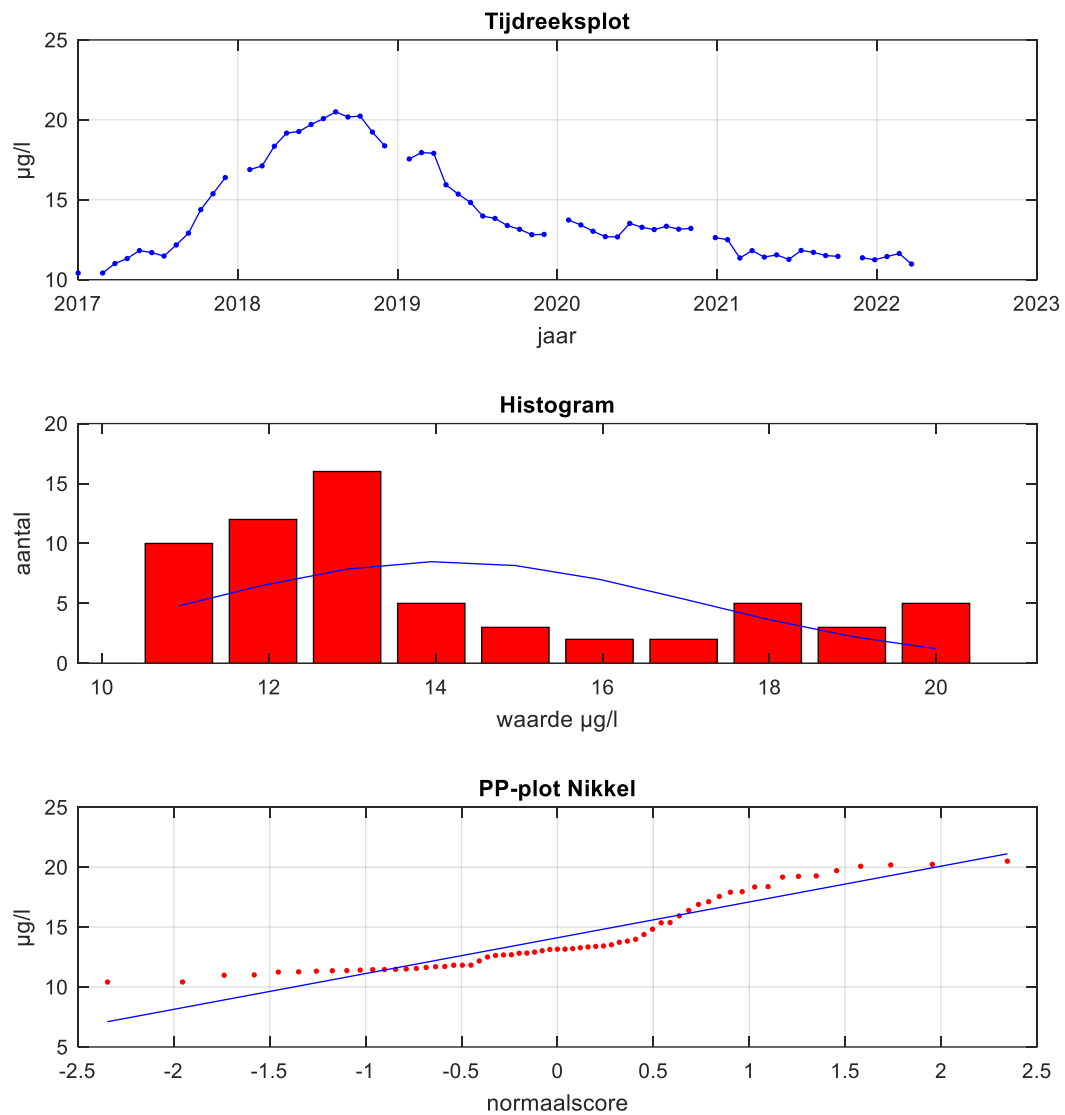 Tijdreeksplot
25
20
15
10
µg/l
2017 2018 2019 2020 2021 2022 2023
jaar
Histogram
20
15
10
5
0
aantal
10 12 14 16 18 20
waarde µg/l
PP-plot Nikkel
25
20
15
10
5
µg/l
-2.5 -2 -1.5 -1 -0.5 0 0.5 1 1.5 2 2.5
normaalscore